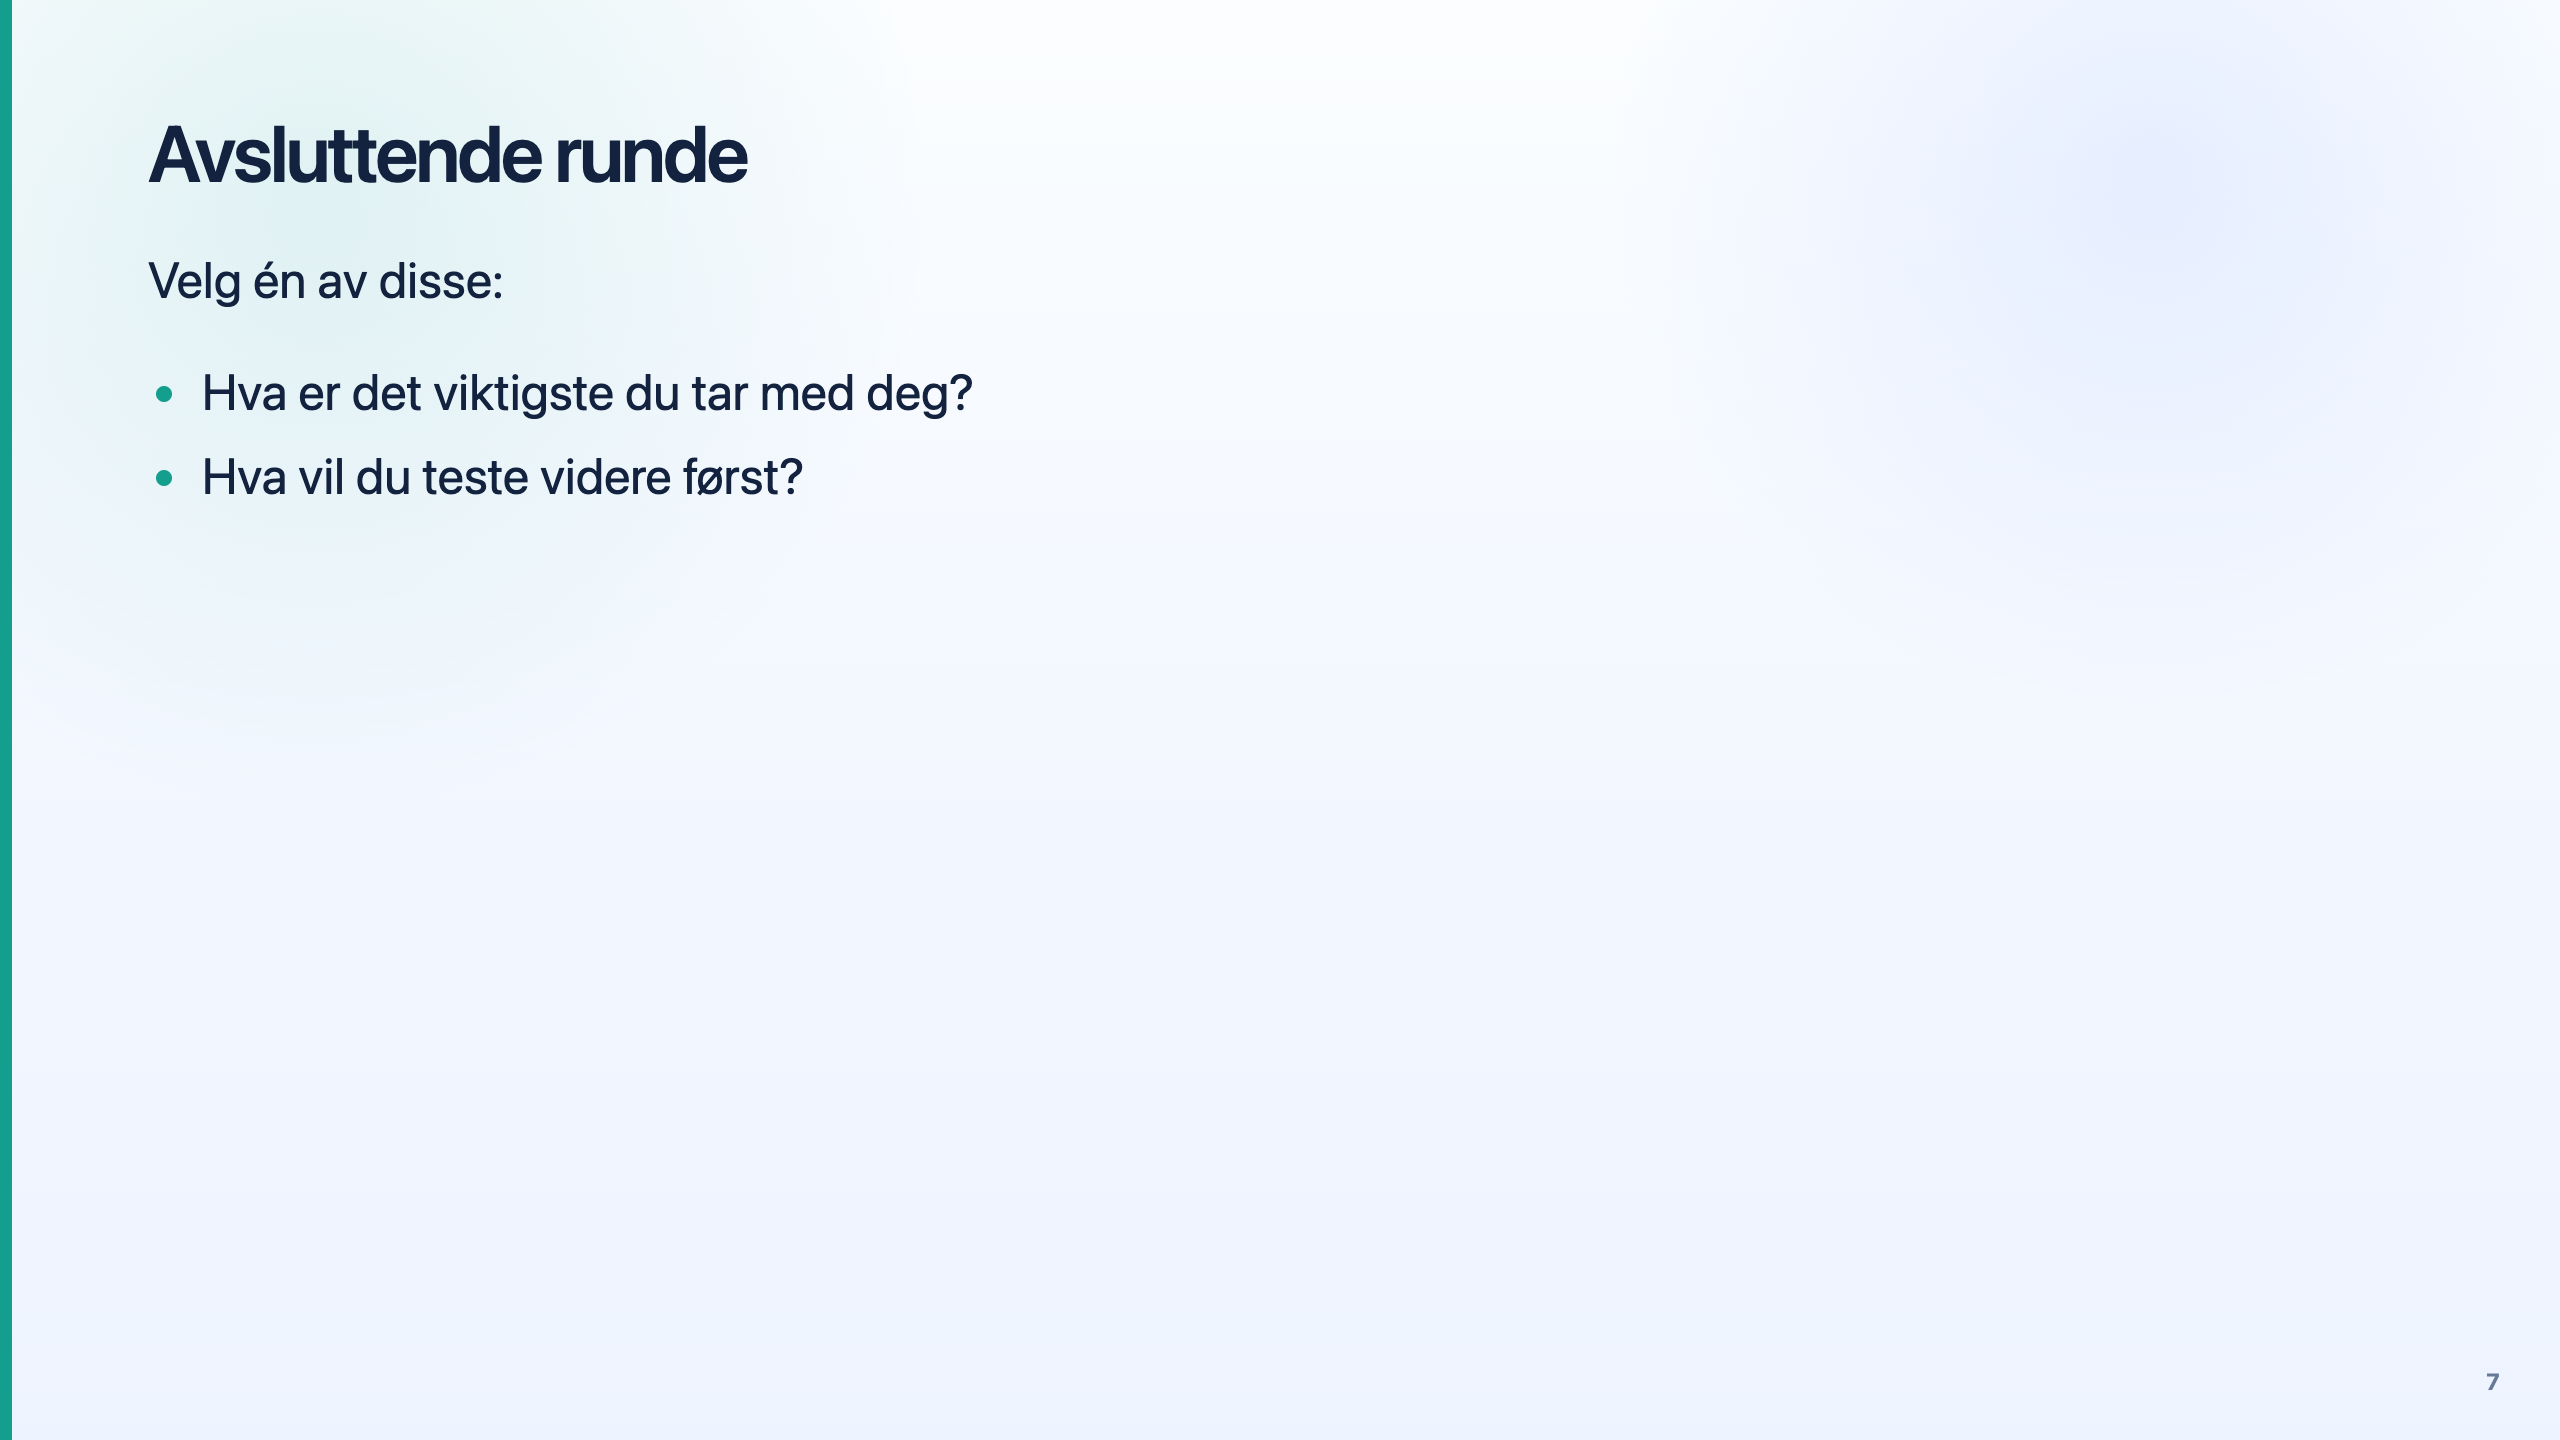 Avsluttende runde
Velg én av disse:
Hva er det viktigste du tar med deg?
Hva vil du teste videre først?
7